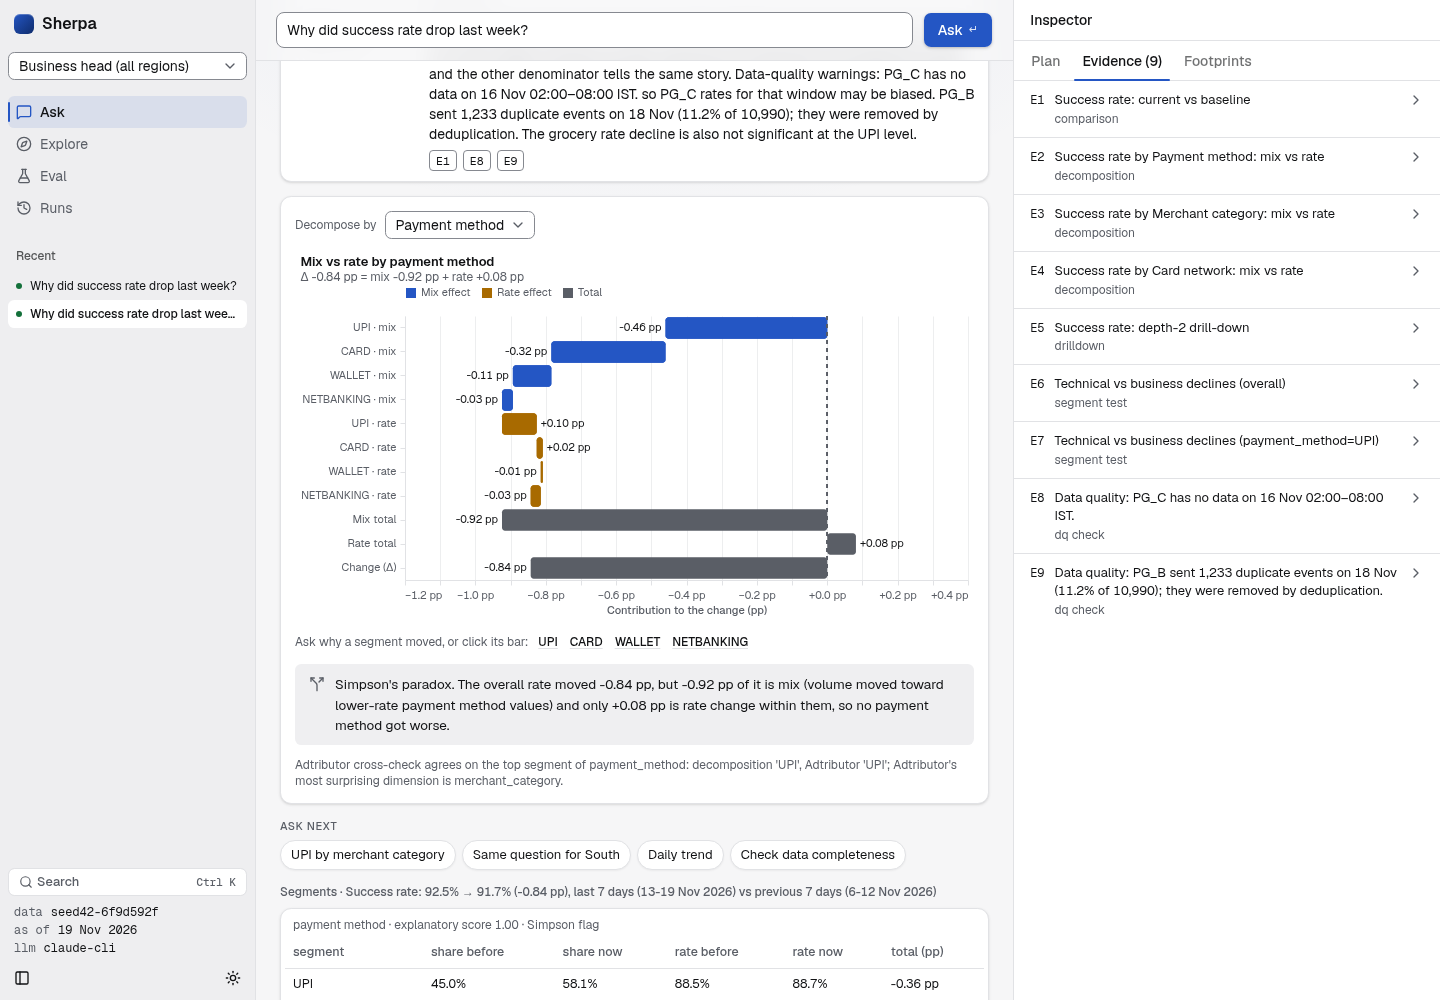 Sherpa
Business head (all regions)
Ask
Explore
Eval
Runs
Recent
Why did success rate drop last week?
Why did success rate drop last wee...
Search Ctrl K
data seed42-6f9d592f
as of 19 Nov 2026
llm claude-cli
Why did success rate drop last week?
Ask ↵
and the other denominator tells the same story. Data-quality warnings: PG_C has no
data on 16 Nov 02:00–08:00 IST. so PG_C rates for that window may be biased. PG_B
sent 1,233 duplicate events on 18 Nov (11.2% of 10,990); they were removed by
deduplication. The grocery rate decline is also not significant at the UPI level.
E1 E8 E9
Decompose by Payment method
Mix vs rate by payment method
Δ -0.84 pp = mix -0.92 pp + rate +0.08 pp
Mix effect Rate effect Total
UPI · mix -0.46 pp
CARD · mix -0.32 pp
WALLET · mix -0.11 pp
NETBANKING · mix -0.03 pp
UPI · rate +0.10 pp
CARD · rate +0.02 pp
WALLET · rate -0.01 pp
NETBANKING · rate -0.03 pp
Mix total -0.92 pp
Rate total +0.08 pp
Change (Δ) -0.84 pp
−1.2 pp −1.0 pp −0.8 pp −0.6 pp −0.4 pp −0.2 pp +0.0 pp +0.2 pp +0.4 pp
Contribution to the change (pp)
Ask why a segment moved, or click its bar: UPI CARD WALLET NETBANKING
Simpson's paradox. The overall rate moved -0.84 pp, but -0.92 pp of it is mix (volume moved toward
lower-rate payment method values) and only +0.08 pp is rate change within them, so no payment
method got worse.
Adtributor cross-check agrees on the top segment of payment_method: decomposition 'UPI', Adtributor 'UPI'; Adtributor's
most surprising dimension is merchant_category.
ASK NEXT
UPI by merchant category Same question for South Daily trend Check data completeness
Segments · Success rate: 92.5% → 91.7% (-0.84 pp), last 7 days (13-19 Nov 2026) vs previous 7 days (6-12 Nov 2026)
payment method · explanatory score 1.00 · Simpson flag
segment share before share now rate before rate now total (pp)
UPI 45.0% 58.1% 88.5% 88.7% -0.36 pp
Inspector
Plan Evidence (9) Footprints
E1 Success rate: current vs baseline
comparison
E2 Success rate by Payment method: mix vs rate
decomposition
E3 Success rate by Merchant category: mix vs rate
decomposition
E4 Success rate by Card network: mix vs rate
decomposition
E5 Success rate: depth-2 drill-down
drilldown
E6 Technical vs business declines (overall)
segment test
E7 Technical vs business declines (payment_method=UPI)
segment test
E8 Data quality: PG_C has no data on 16 Nov 02:00–08:00
IST.
dq check
E9 Data quality: PG_B sent 1,233 duplicate events on 18 Nov
(11.2% of 10,990); they were removed by deduplication.
dq check